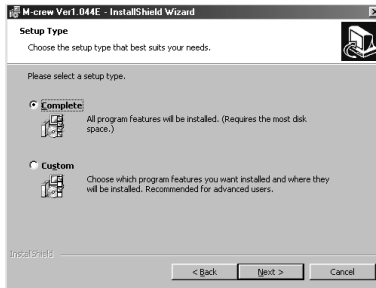 M-crew Ver1.044E - InstallShield Wizard
Setup Type
Choose the setup type that best suits your needs.
Please select a setup type.
Complete
All program features will be installed. (Requires the most disk
space.)
Custom
Choose which program features you want installed and where they
will be installed. Recommended for advanced users.
InstallShield
< Back Next > Cancel